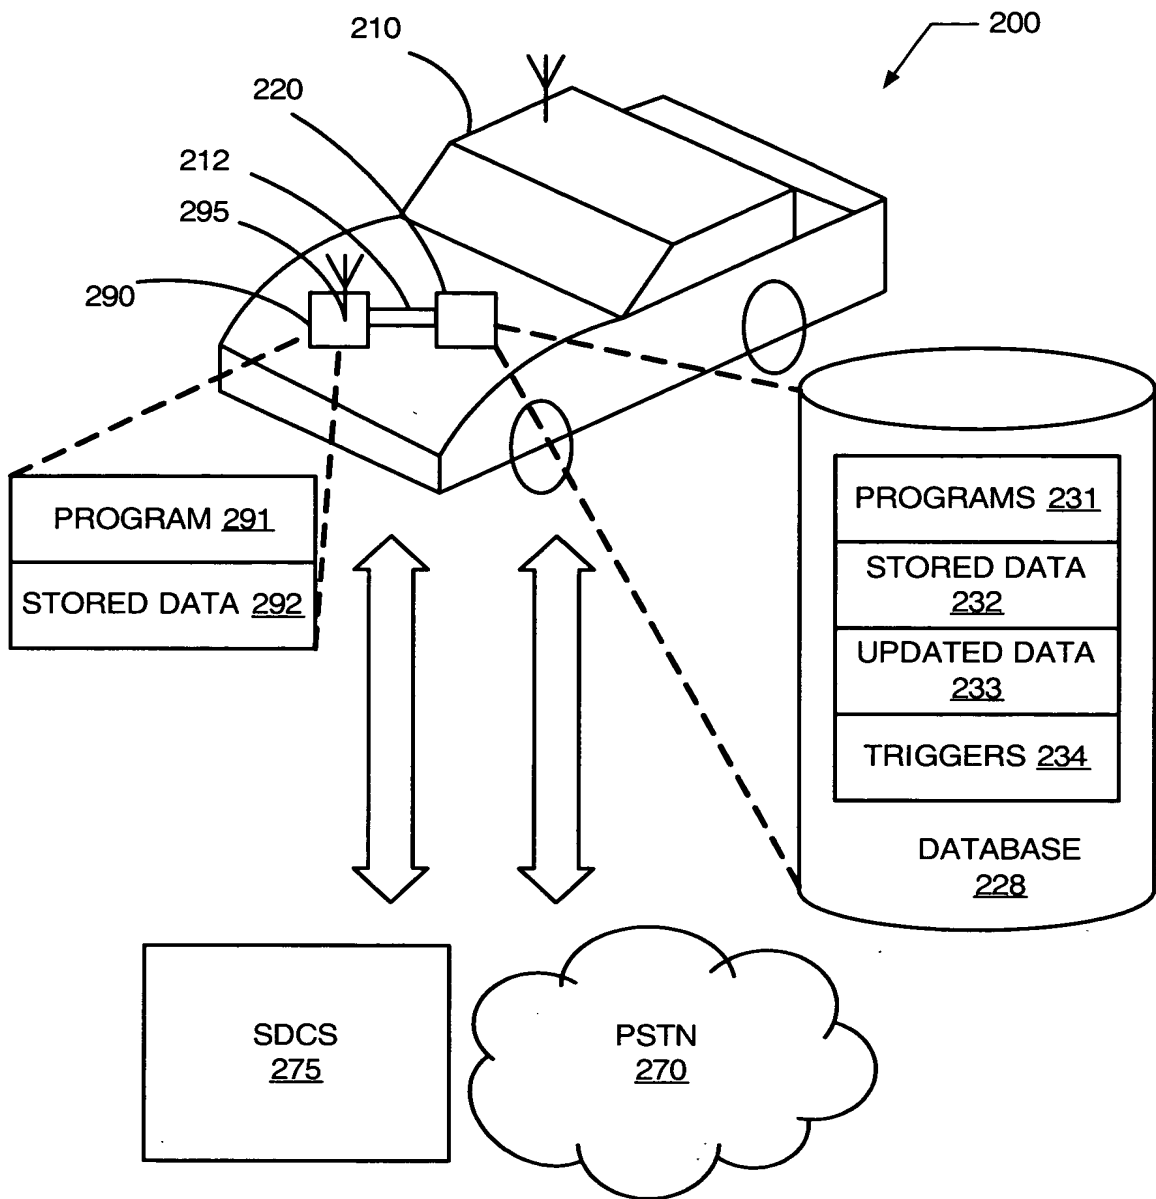 200
210
220
212
295
290
PROGRAM 291
STORED DATA 292
PROGRAMS 231
STORED DATA
232
UPDATED DATA
233
TRIGGERS 234
DATABASE
228
SDCS
275
PSTN
270